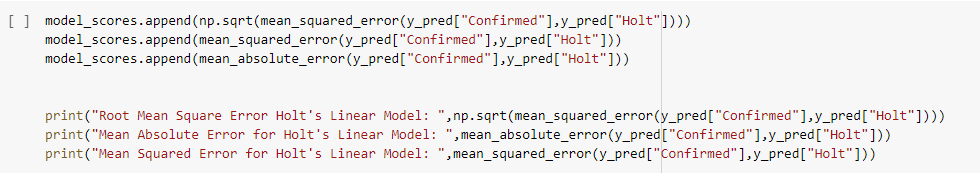 [ ] model_scores.append(np.sqrt(mean_squared_error(y_pred["Confirmed"],y_pred["Holt"])))
model_scores.append(mean_squared_error(y_pred["Confirmed"],y_pred["Holt"]))
model_scores.append(mean_absolute_error(y_pred["Confirmed"],y_pred["Holt"]))
print("Root Mean Square Error Holt's Linear Model: ",np.sqrt(mean_squared_error(y_pred["Confirmed"],y_pred["Holt"])))
print("Mean Absolute Error for Holt's Linear Model: ",mean_absolute_error(y_pred["Confirmed"],y_pred["Holt"]))
print("Mean Squared Error for Holt's Linear Model: ",mean_squared_error(y_pred["Confirmed"],y_pred["Holt"]))